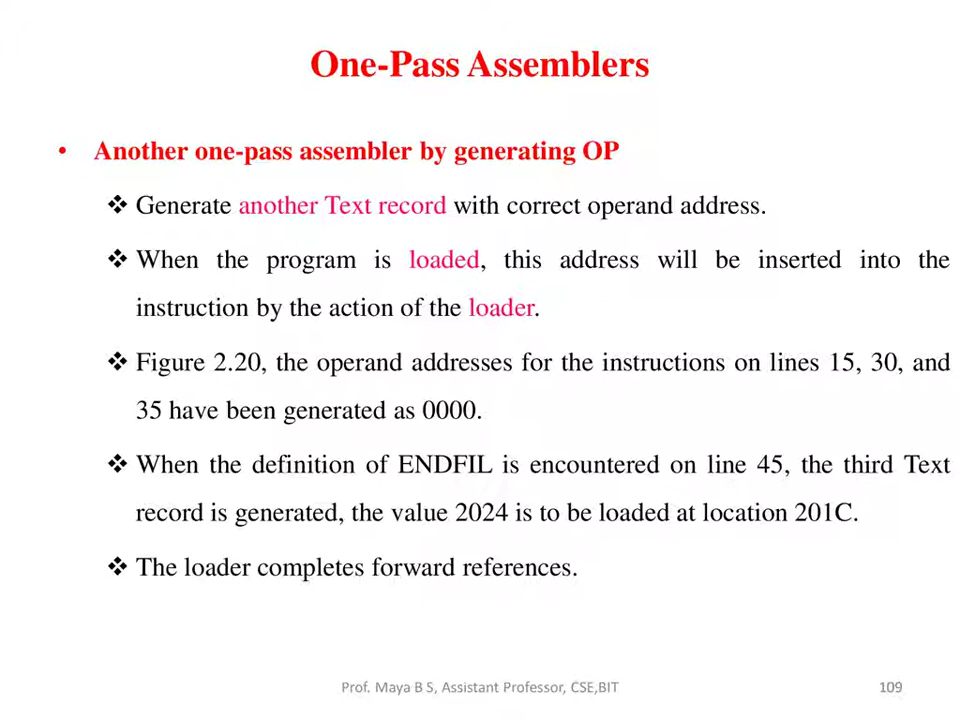 One-Pass Assemblers
• Another one-pass assembler by generating OP
❖ Generate another Text record with correct operand address.
❖ When the program is loaded, this address will be inserted into the
instruction by the action of the loader.
❖ Figure 2.20, the operand addresses for the instructions on lines 15, 30, and
35 have been generated as 0000.
❖ When the definition of ENDFIL is encountered on line 45, the third Text
record is generated, the value 2024 is to be loaded at location 201C.
❖ The loader completes forward references.
Prof. Maya B S, Assistant Professor, CSE,BIT
109